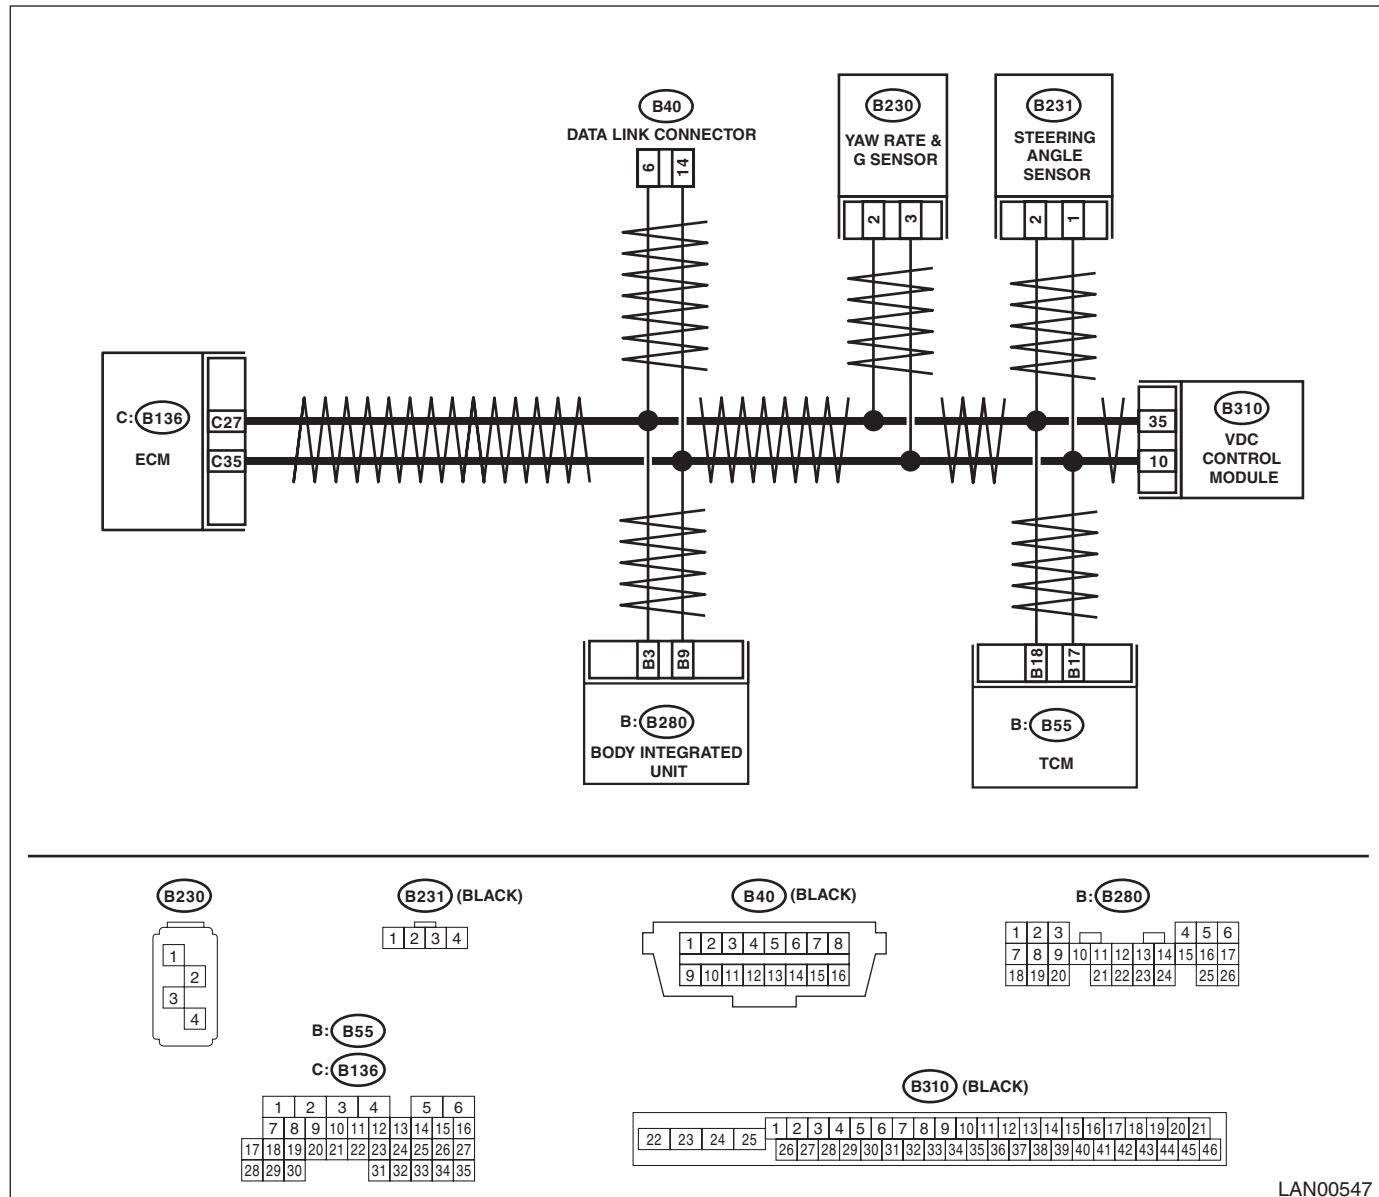 B40
DATA LINK CONNECTOR
6 14
B230
YAW RATE &
G SENSOR
2 3
B231
STEERING
ANGLE
SENSOR
2 1
C: B136
ECM
C27
C35
35
10
B310
VDC
CONTROL
MODULE
B3 B9
B: B280
BODY INTEGRATED
UNIT
B18 B17
B: B55
TCM
B230
1
2
3
4
B231 (BLACK)
1 2 3 4
B40 (BLACK)
1 2 3 4 5 6 7 8
9 10 11 12 13 14 15 16
B: B280
1 2 3 4 5 6
7 8 9 10 11 12 13 14 15 16 17
18 19 20 21 22 23 24 25 26
B: B55
C: B136
1 2 3 4 5 6
7 8 9 10 11 12 13 14 15 16
17 18 19 20 21 22 23 24 25 26 27
28 29 30 31 32 33 34 35
B310 (BLACK)
22 23 24 25
1 2 3 4 5 6 7 8 9 10 11 12 13 14 15 16 17 18 19 20 21
26 27 28 29 30 31 32 33 34 35 36 37 38 39 40 41 42 43 44 45 46
LAN00547